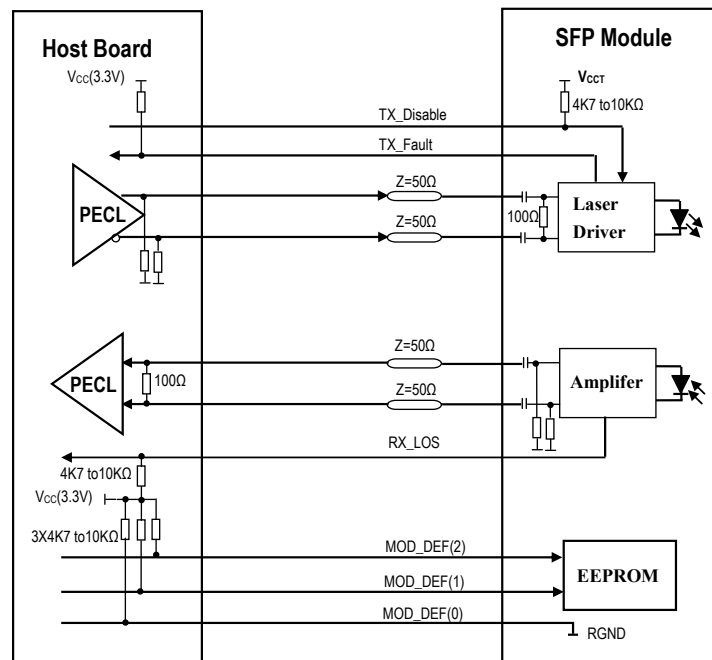 Host Board
SFP Module
VCC(3.3V)
VCCT
4K7 to10KΩ
TX_Disable
TX_Fault
PECL
Z=50Ω
Z=50Ω
100Ω
Laser
Driver
PECL
100Ω
Z=50Ω
Z=50Ω
Amplifer
RX_LOS
4K7 to10KΩ
VCC(3.3V)
3X4K7 to10KΩ
MOD_DEF(2)
MOD_DEF(1)
MOD_DEF(0)
EEPROM
RGND